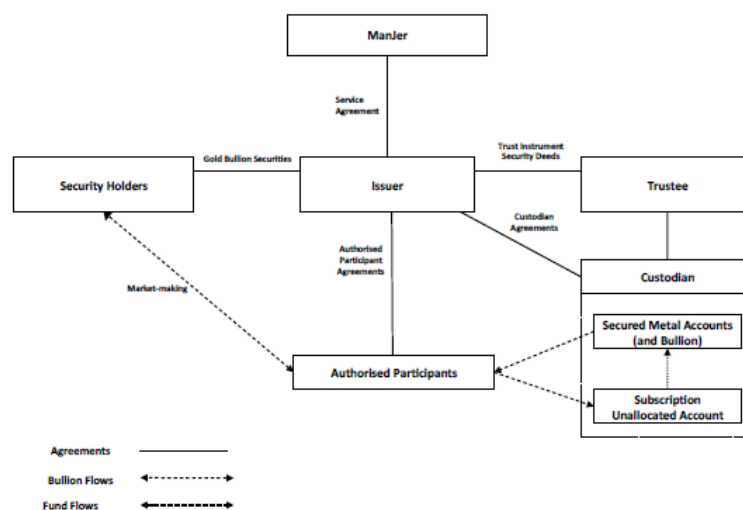 ManJer
Service
Agreement
Gold Bullion Securities
Trust Instrument
Security Deeds
Security Holders
Issuer
Trustee
Custodian
Agreements
Authorised
Participant
Agreements
Custodian
Market-making
Secured Metal Accounts
(and Bullion)
Authorised Participants
Subscription
Unallocated Account
Agreements
Bullion Flows
Fund Flows